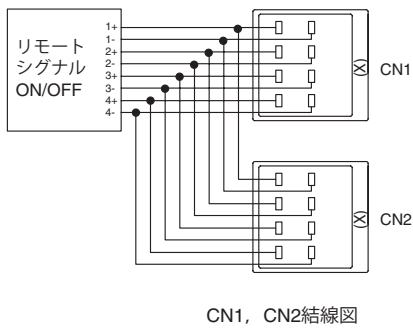 リモート
シグナル
ON/OFF
1+
1-
2+
2-
3+
3-
4+
4-
(X)
CN1
(X)
CN2
CN1，CN2結線図